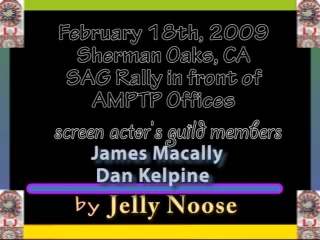 February 18th, 2009
Sherman Oaks, CA
SAG Rally in front of
AMPTP Offices
screen actor's guild members
James Macally
Dan Kelpine
by Jelly Noose